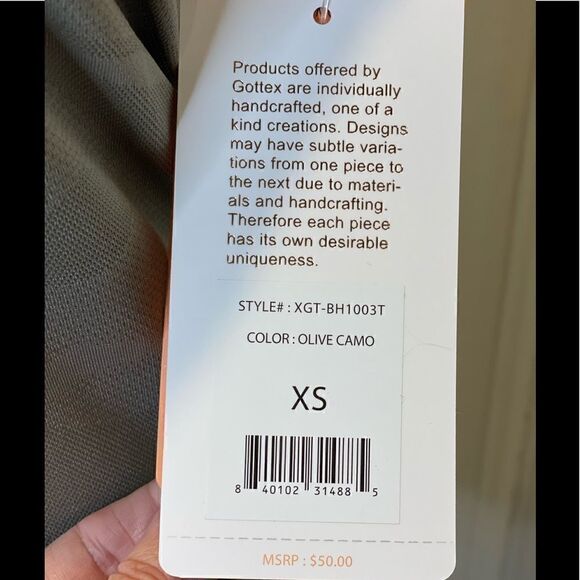 Products offered by
Gottex are individually
handcrafted, one of a
kind creations. Designs
may have subtle varia-
tions from one piece to
the next due to materi-
als and handcrafting.
Therefore each piece
has its own desirable
uniqueness.
STYLE# : XGT-BH1003T
COLOR : OLIVE CAMO
XS
8 40102 31488 5
MSRP : $50.00